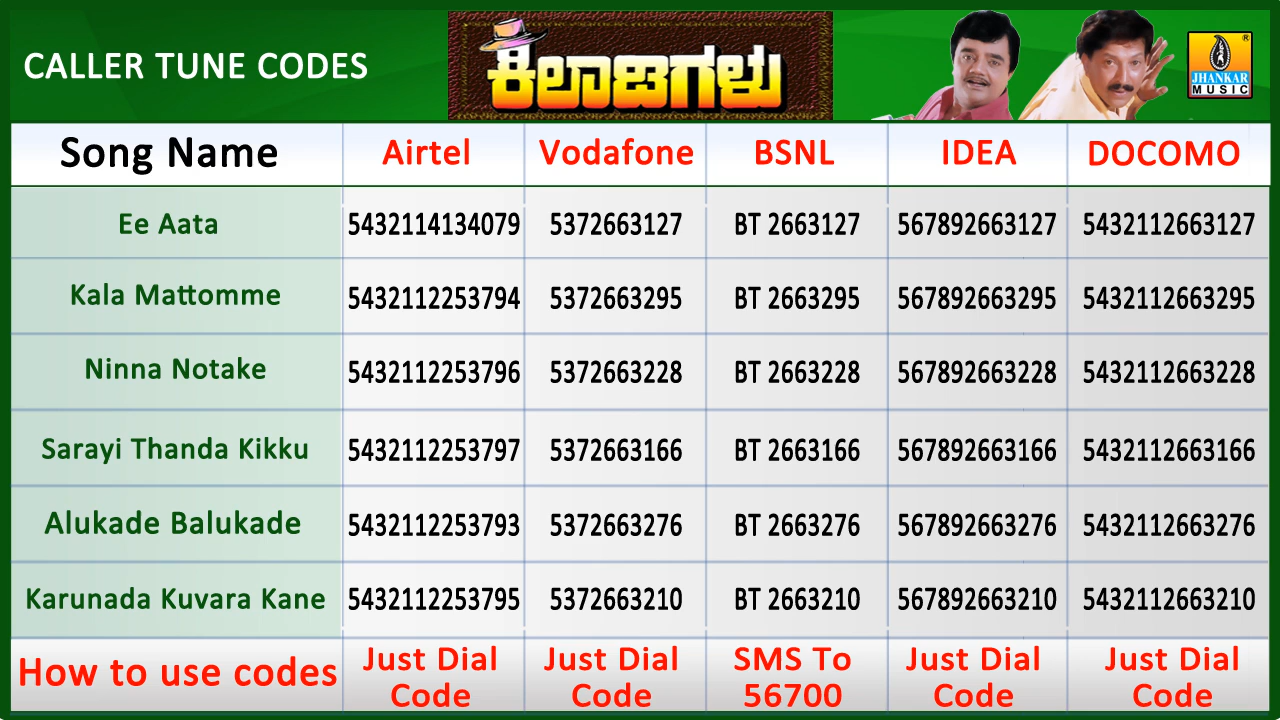 CALLER TUNE CODES
ಕಿಲಾಡಿಗಳು
JHANKAR
MUSIC
®
Song Name Airtel Vodafone BSNL IDEA DOCOMO
Ee Aata 5432114134079 5372663127 BT 2663127 567892663127 5432112663127
Kala Mattomme 5432112253794 5372663295 BT 2663295 567892663295 5432112663295
Ninna Notake 5432112253796 5372663228 BT 2663228 567892663228 5432112663228
Sarayi Thanda Kikku 5432112253797 5372663166 BT 2663166 567892663166 5432112663166
Alukade Balukade 5432112253793 5372663276 BT 2663276 567892663276 5432112663276
Karunada Kuvara Kane 5432112253795 5372663210 BT 2663210 567892663210 5432112663210
How to use codes Just Dial Code Just Dial Code SMS To 56700 Just Dial Code Just Dial Code